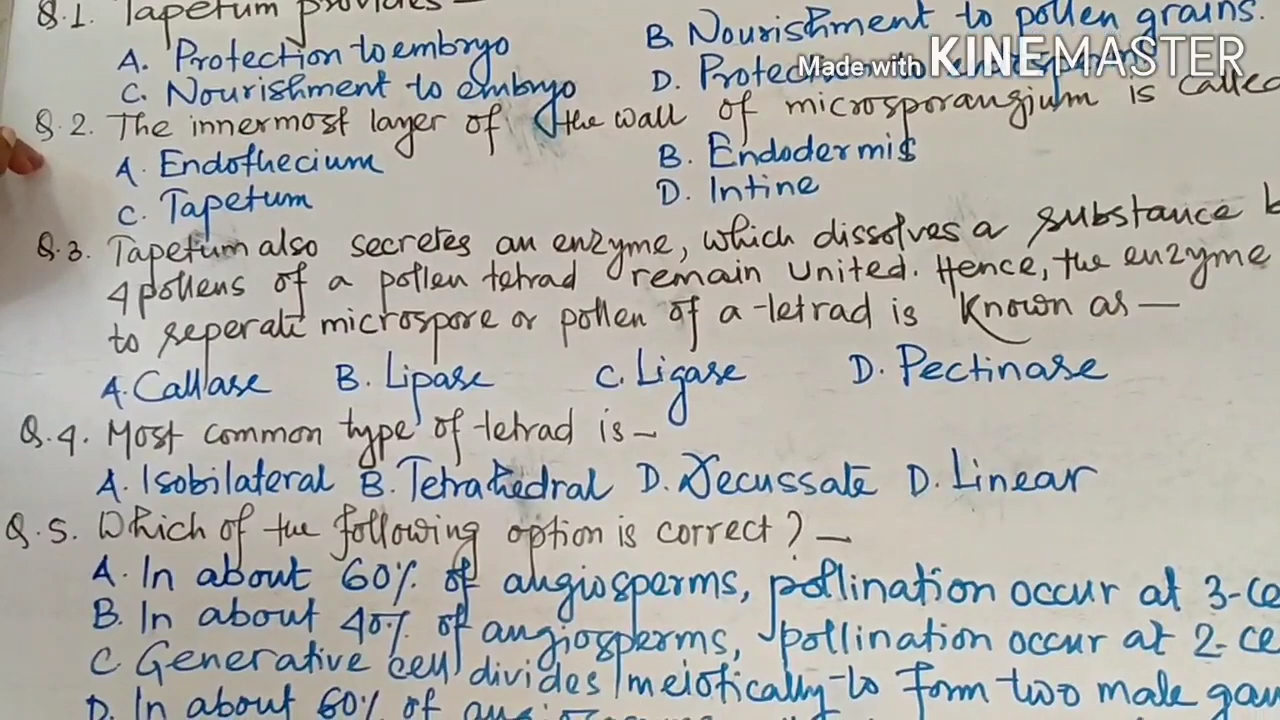 Q.1. Tapetum provides —
A. Protection to embryo B. Nourishment to pollen grains.
C. Nourishment to embryo D.
Made with KINEMASTER
Q.2. The innermost layer of the wall of microsporangium is called
A. Endothecium B. Endodermis
C. Tapetum D. Intine
Q.3. Tapetum also secretes an enzyme, which dissolves a substance b
4 pollens of a pollen tetrad remain united. Hence, the enzyme
to seperate microspore or pollen of a tetrad is known as —
A. Callase B. Lipase C. Ligase D. Pectinase
Q.4. Most common type of tetrad is —
A. Isobilateral B. Tetrahedral D. Decussate D. Linear
Q.5. Which of the following option is correct? —
A. In about 60% of angiosperms, pollination occur at 3-ce
B. In about 40% of angiosperms, pollination occur at 2-ce
C Generative cell divides meiotically to form two male gam
D. In about 60% of